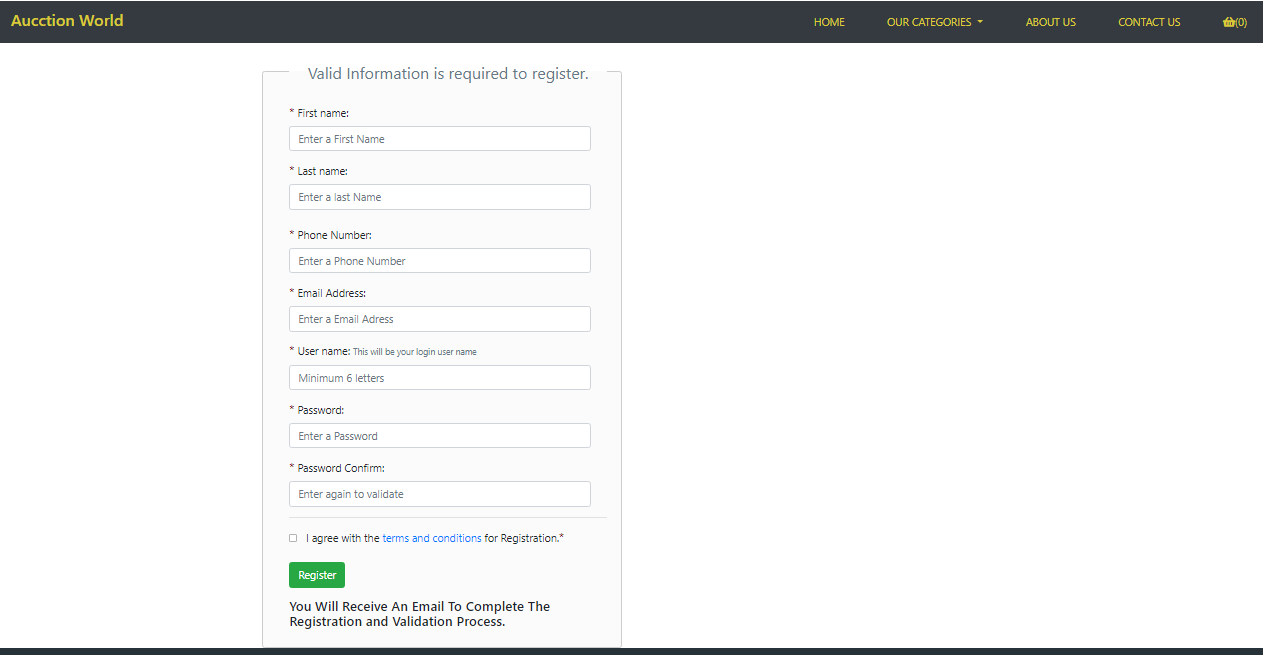 Aucction World
HOME OUR CATEGORIES ABOUT US CONTACT US (0)
Valid Information is required to register.
* First name:
Enter a First Name
* Last name:
Enter a last Name
* Phone Number:
Enter a Phone Number
* Email Address:
Enter a Email Adress
* User name: This will be your login user name
Minimum 6 letters
* Password:
Enter a Password
* Password Confirm:
Enter again to validate
I agree with the terms and conditions for Registration.*
Register
You Will Receive An Email To Complete The
Registration and Validation Process.